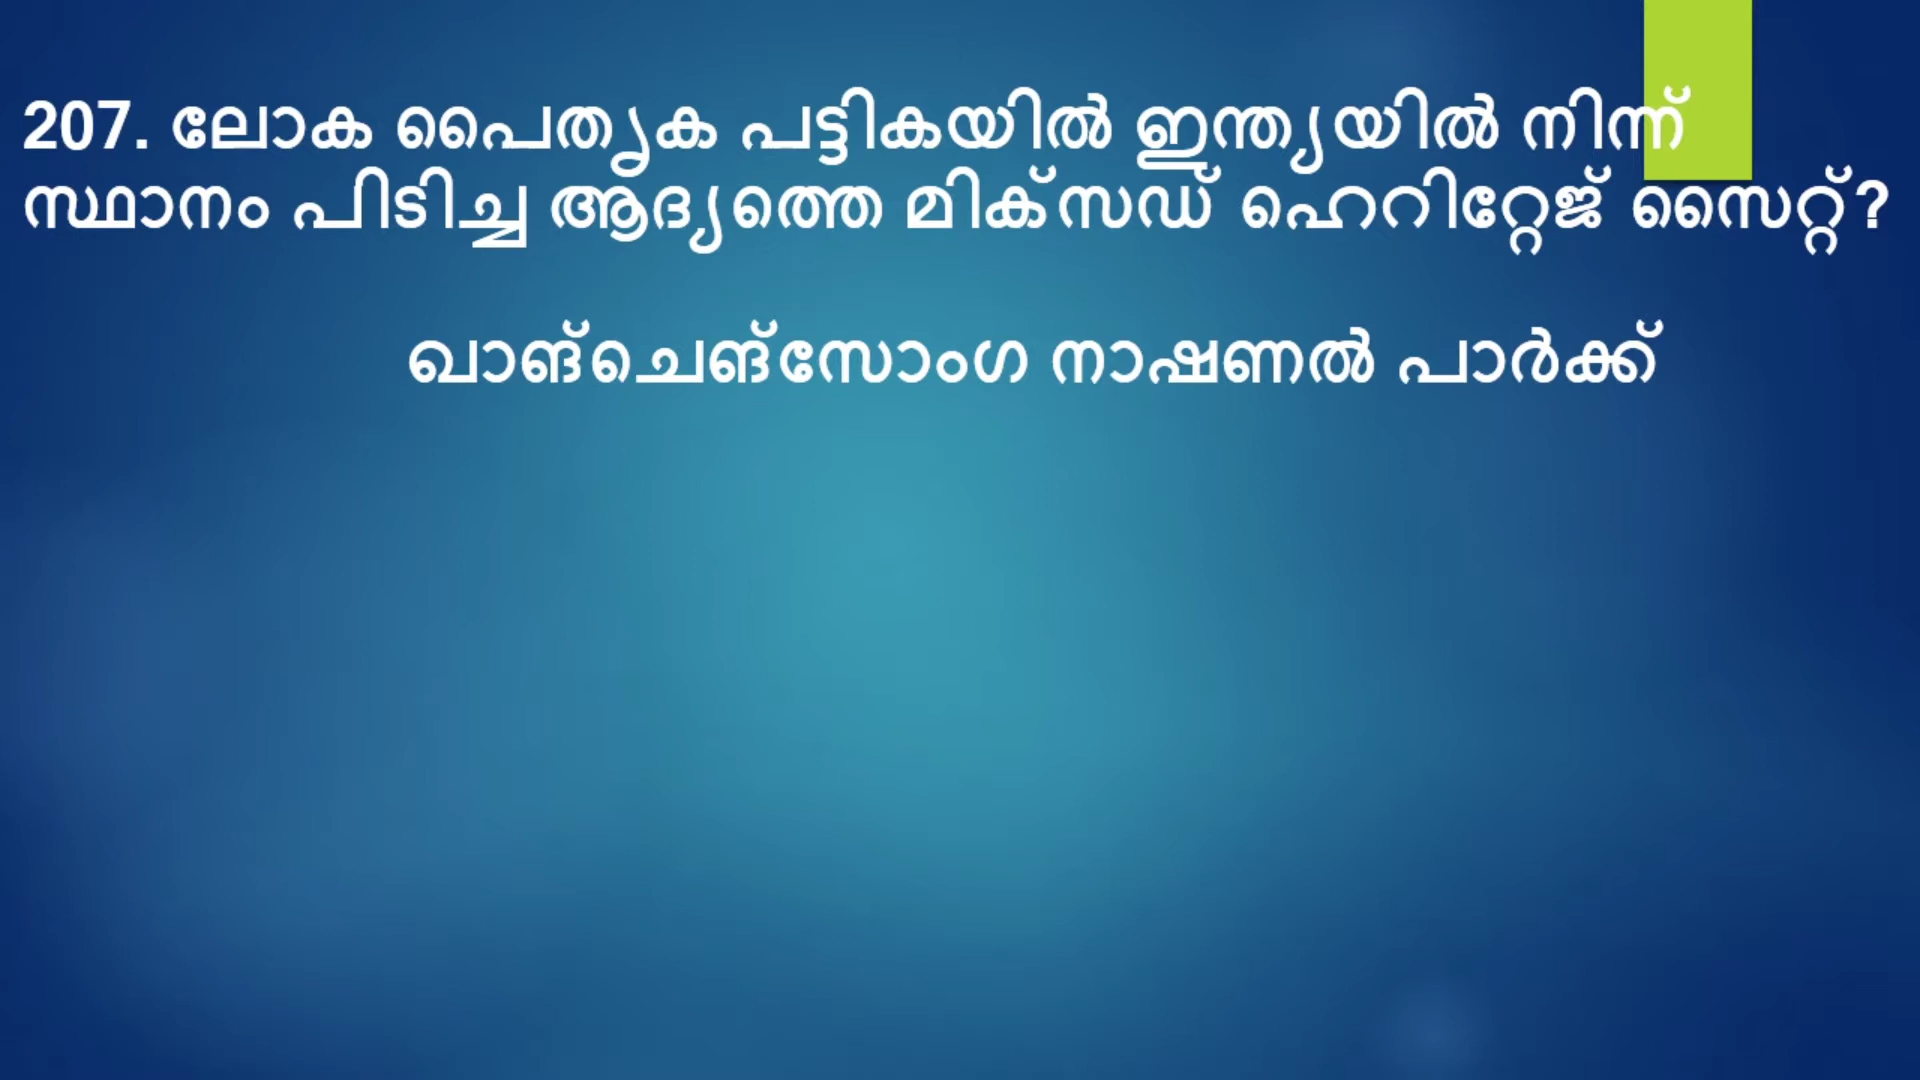 207. ലോക പൈതൃക പട്ടികയിൽ ഇന്ത്യയിൽ നിന്ന്
സ്ഥാനം പിടിച്ച ആദ്യത്തെ മിക്സഡ് ഹെറിറ്റേജ് സൈറ്റ്?
ഖാങ്ചെങ്സോംഗ നാഷണൽ പാർക്ക്